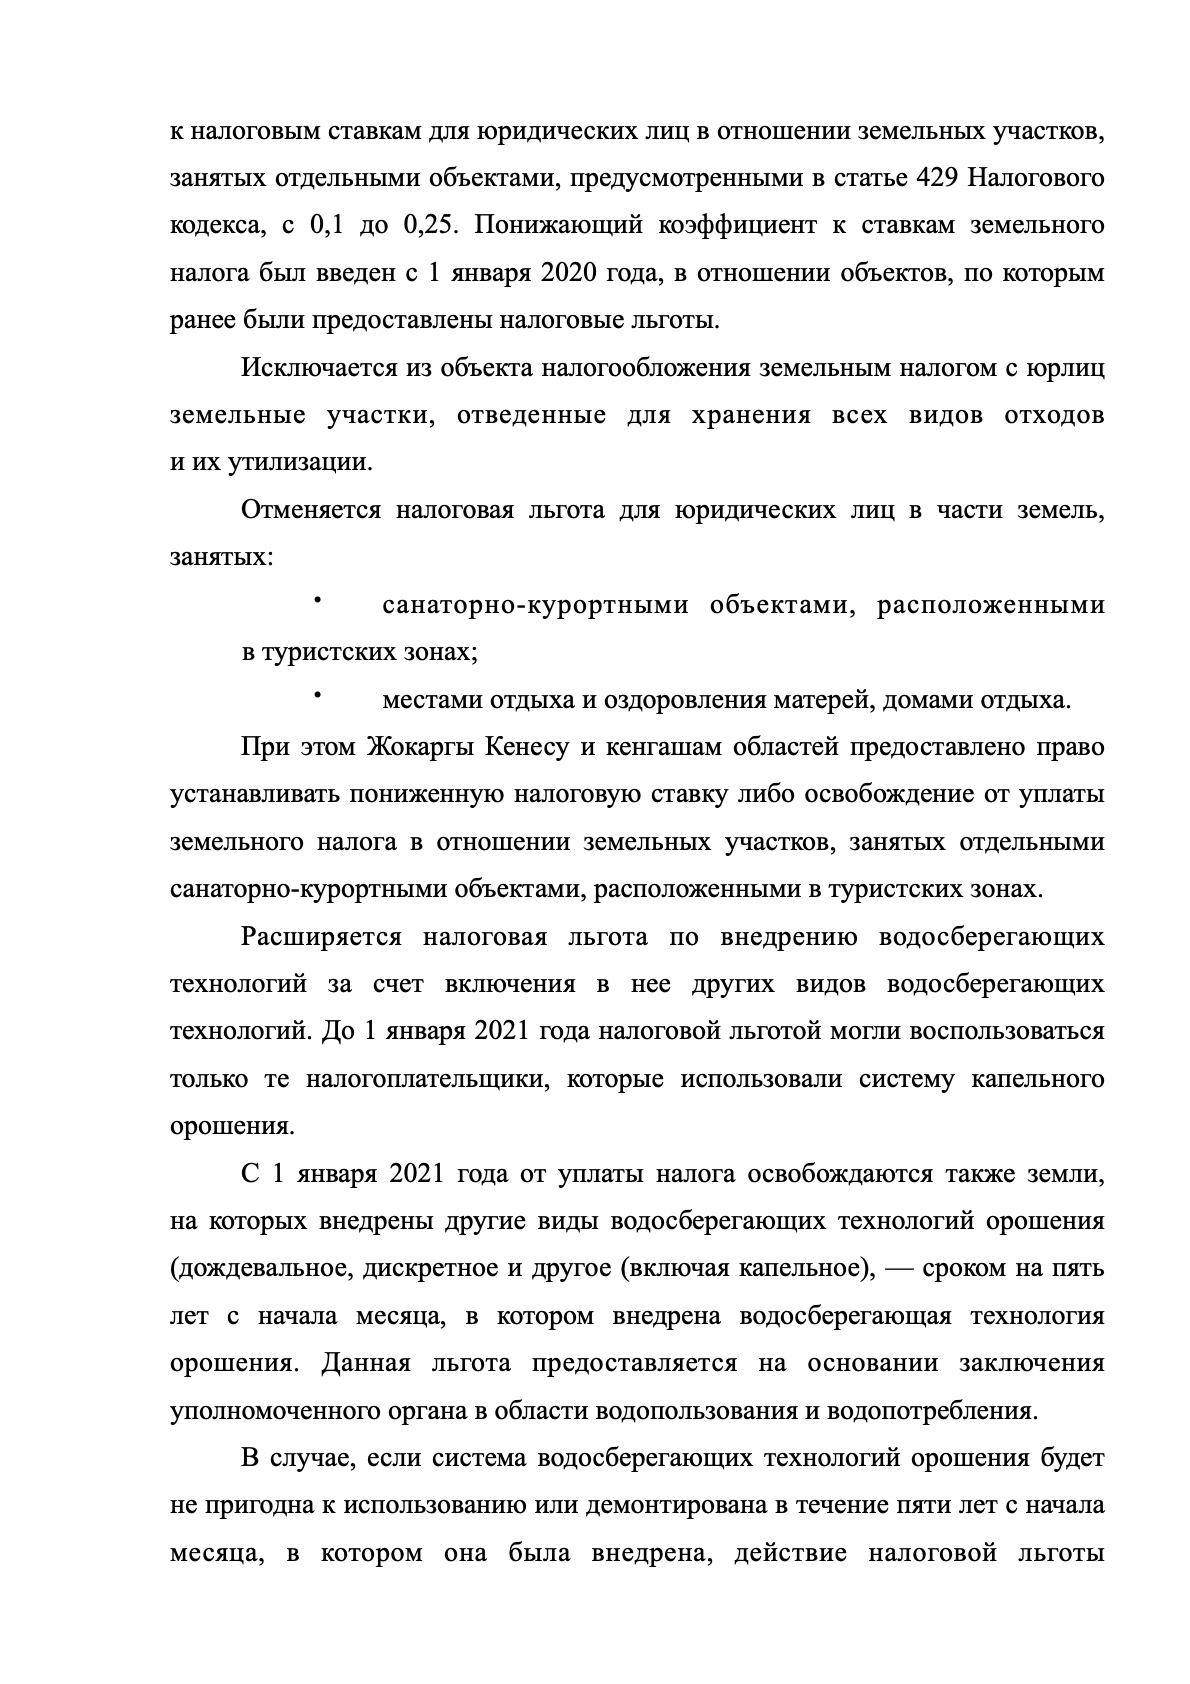 к налоговым ставкам для юридических лиц в отношении земельных участков,
занятых отдельными объектами, предусмотренными в статье 429 Налогового
кодекса, с 0,1 до 0,25. Понижающий коэффициент к ставкам земельного
налога был введен с 1 января 2020 года, в отношении объектов, по которым
ранее были предоставлены налоговые льготы.
Исключается из объекта налогообложения земельным налогом с юрлиц
земельные участки, отведенные для хранения всех видов отходов
и их утилизации.
Отменяется налоговая льгота для юридических лиц в части земель,
занятых:
• санаторно-курортными объектами, расположенными
в туристских зонах;
• местами отдыха и оздоровления матерей, домами отдыха.
При этом Жокаргы Кенесу и кенгашам областей предоставлено право
устанавливать пониженную налоговую ставку либо освобождение от уплаты
земельного налога в отношении земельных участков, занятых отдельными
санаторно-курортными объектами, расположенными в туристских зонах.
Расширяется налоговая льгота по внедрению водосберегающих
технологий за счет включения в нее других видов водосберегающих
технологий. До 1 января 2021 года налоговой льготой могли воспользоваться
только те налогоплательщики, которые использовали систему капельного
орошения.
С 1 января 2021 года от уплаты налога освобождаются также земли,
на которых внедрены другие виды водосберегающих технологий орошения
(дождевальное, дискретное и другое (включая капельное), — сроком на пять
лет с начала месяца, в котором внедрена водосберегающая технология
орошения. Данная льгота предоставляется на основании заключения
уполномоченного органа в области водопользования и водопотребления.
В случае, если система водосберегающих технологий орошения будет
не пригодна к использованию или демонтирована в течение пяти лет с начала
месяца, в котором она была внедрена, действие налоговой льготы